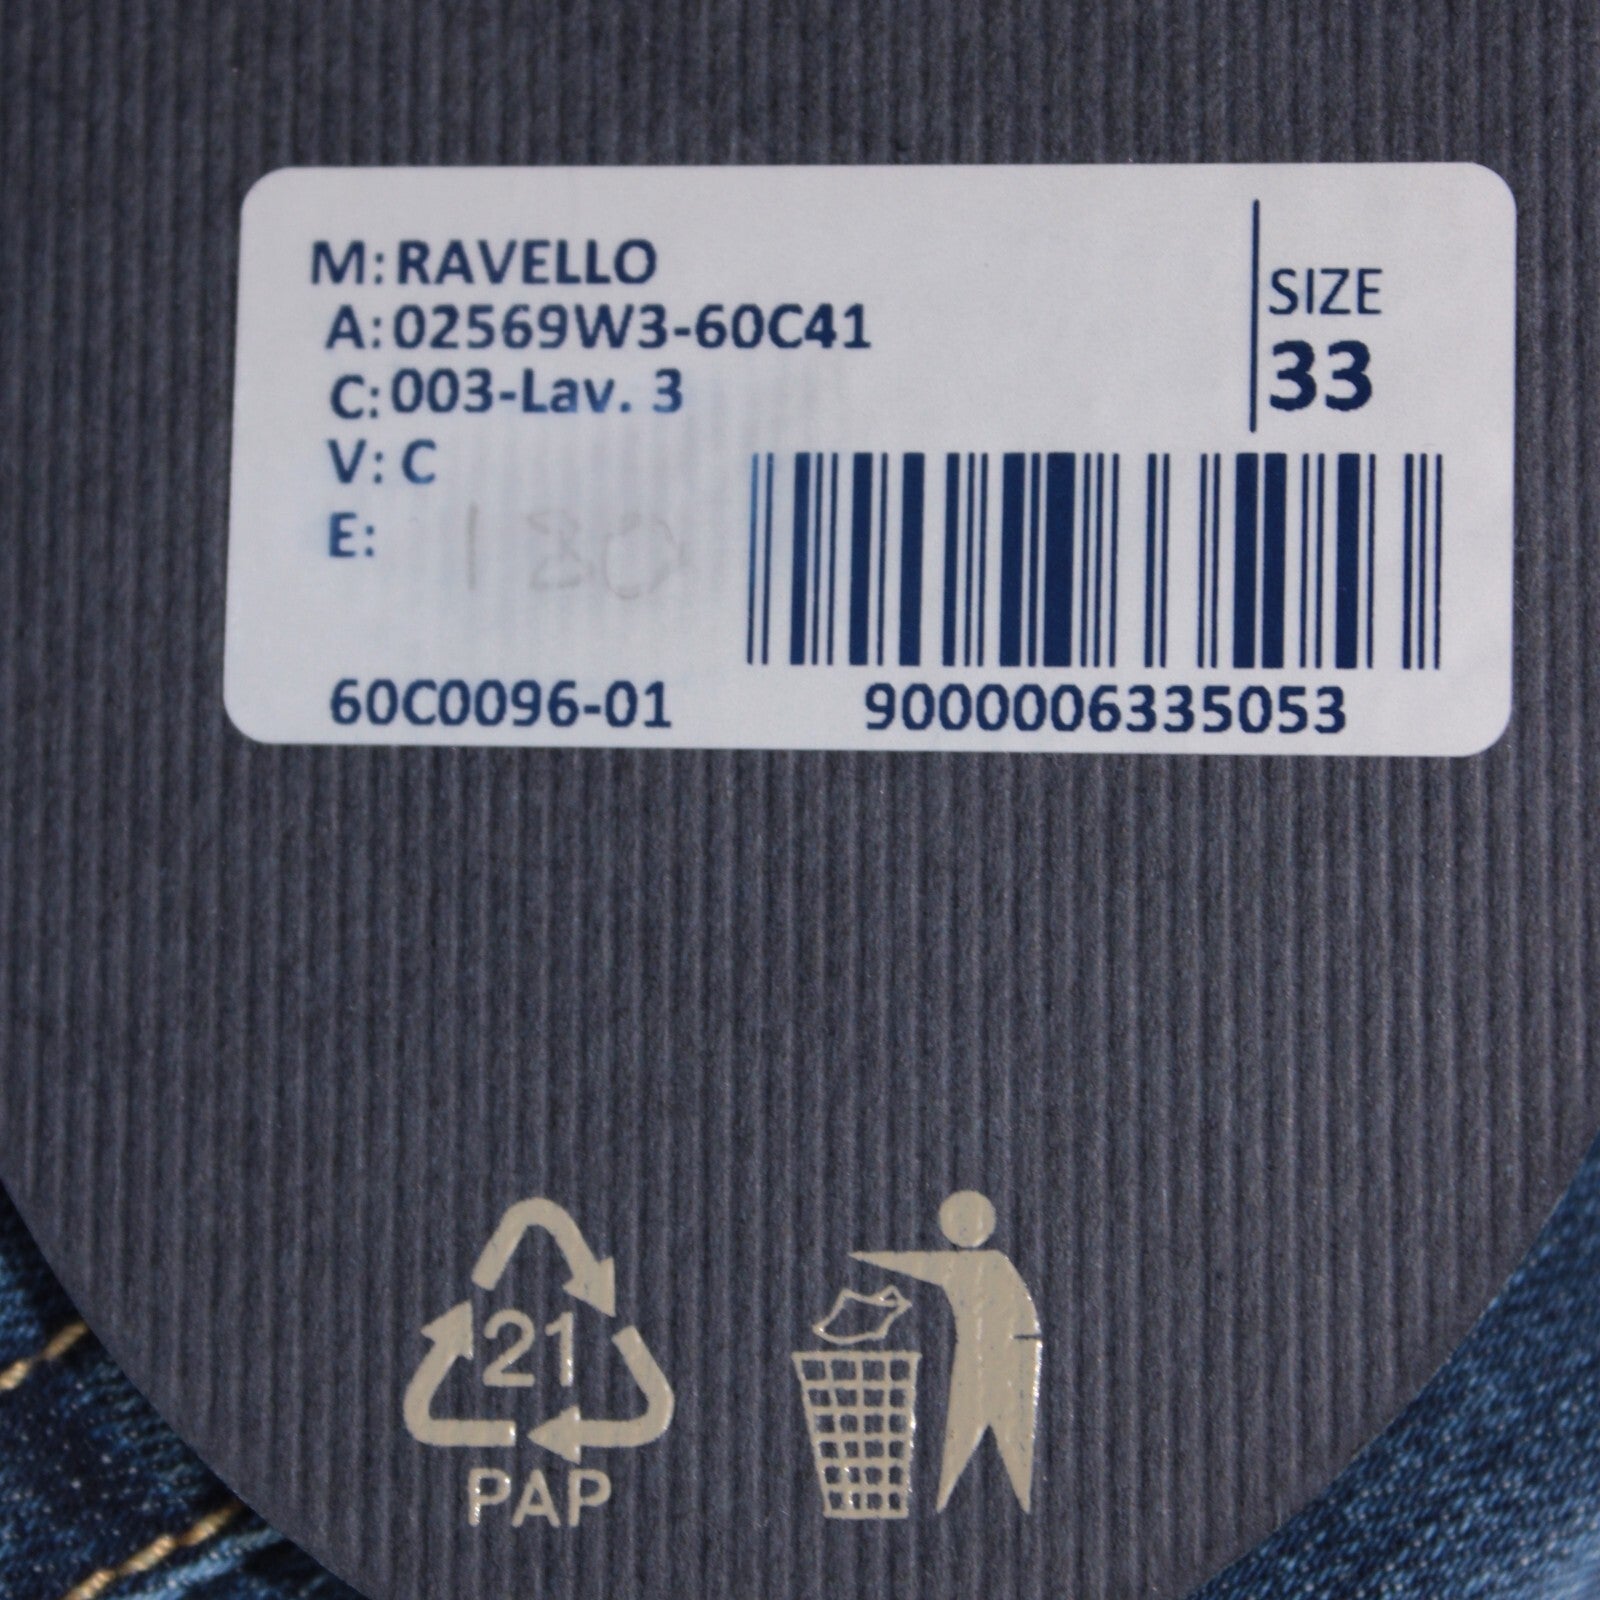 M: RAVELLO
A: 02569W3-60C41
C: 003-Lav. 3
V: C
E: 180
SIZE
33
60C0096-01
9000006335053
21
PAP